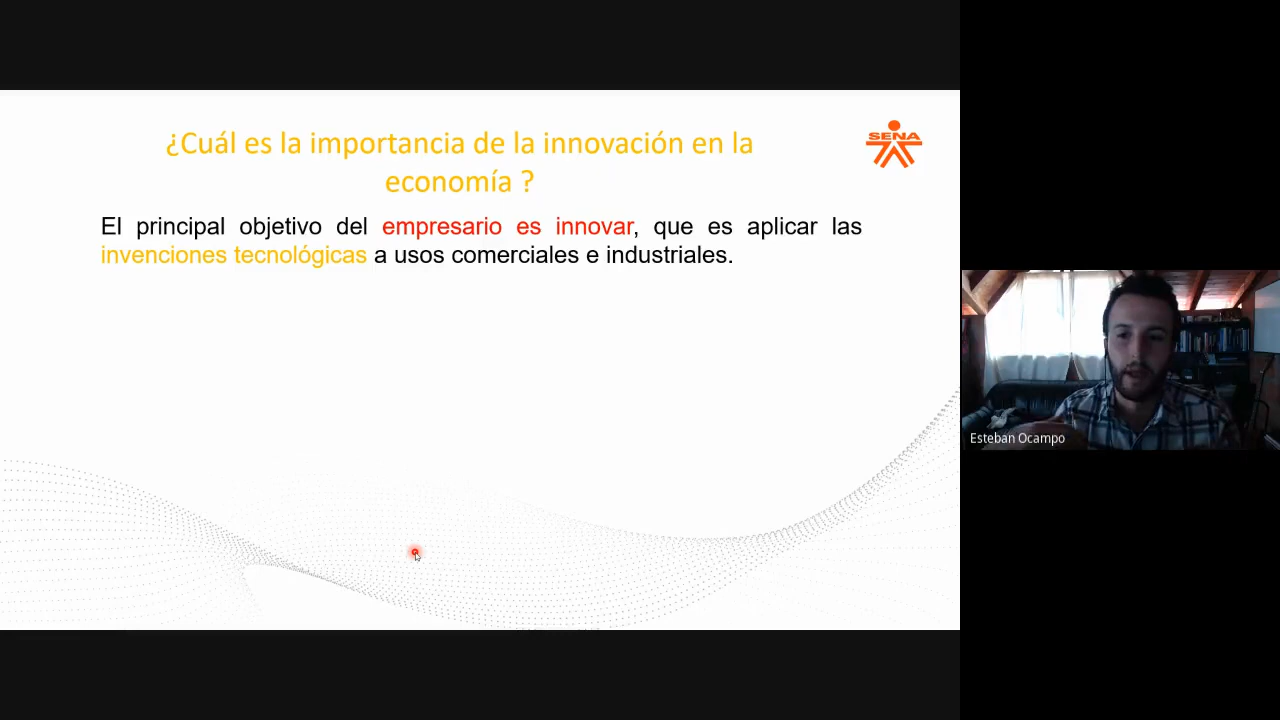 ¿Cuál es la importancia de la innovación en la
economía ?
SENA
El principal objetivo del empresario es innovar, que es aplicar las
invenciones tecnológicas a usos comerciales e industriales.
Esteban Ocampo